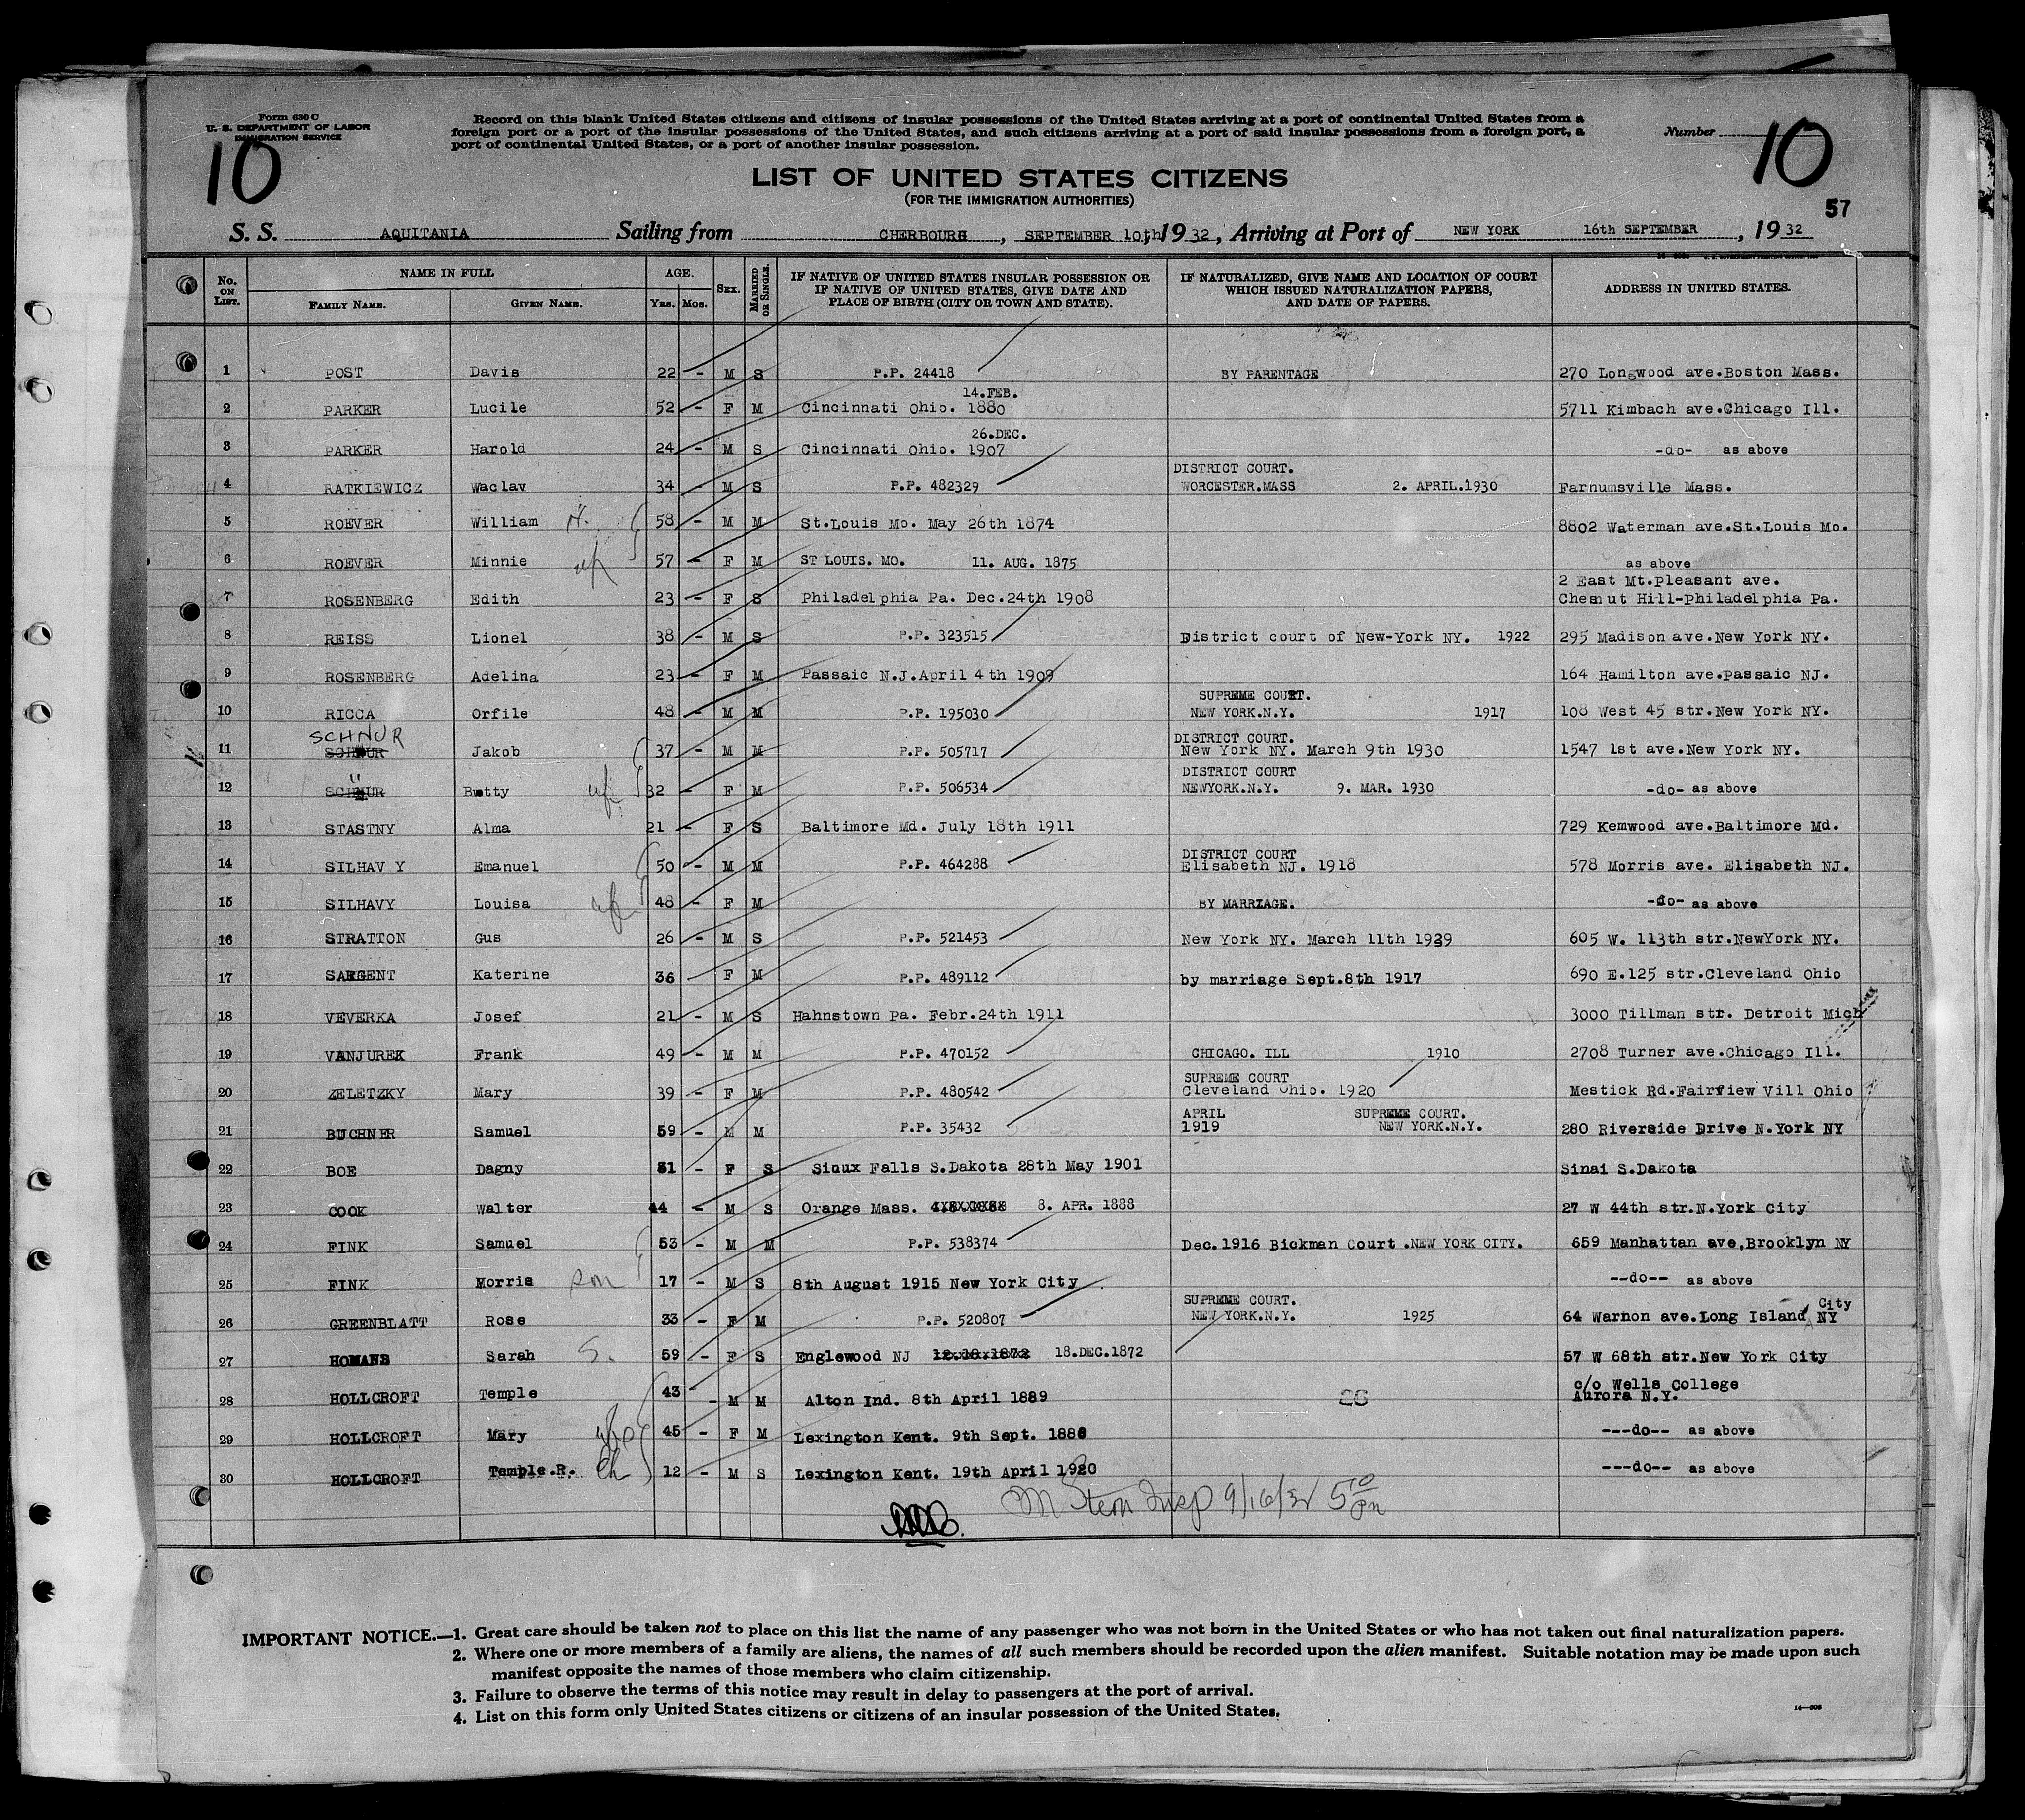 Form 630 C
U. S. DEPARTMENT OF LABOR
IMMIGRATION SERVICE
10
Record on this blank United States citizens and citizens of insular possessions of the United States arriving at a port of continental United States from a
foreign port or a port of the insular possessions of the United States, and such citizens arriving at a port of said insular possessions from a foreign port, a
port of continental United States, or a port of another insular possession.
Number 10
LIST OF UNITED STATES CITIZENS
(FOR THE IMMIGRATION AUTHORITIES)
57
S. S. AQUITANIA Sailing from CHERBOURG, SEPTEMBER 10th, 1932, Arriving at Port of NEW YORK 16th SEPTEMBER, 1932
No. ON LIST. NAME IN FULL FAMILY NAME. GIVEN NAME. AGE. Yrs. Mos. SEX. MARRIED OR SINGLE. IF NATIVE OF UNITED STATES INSULAR POSSESSION OR IF NATIVE OF UNITED STATES, GIVE DATE AND PLACE OF BIRTH (CITY OR TOWN AND STATE). IF NATURALIZED, GIVE NAME AND LOCATION OF COURT WHICH ISSUED NATURALIZATION PAPERS, AND DATE OF PAPERS. ADDRESS IN UNITED STATES.
1 POST Davis 22 - M S P.P. 24418 BY PARENTAGE 270 Longwood ave.Boston Mass.
14.FEB.
2 PARKER Lucile 52 - F M Cincinnati Ohio. 1880 5711 Kimbach ave.Chicago Ill.
26.DEC.
3 PARKER Harold 24 - M S Cincinnati Ohio. 1907 -do- as above
DISTRICT COURT.
4 RATKIEWICZ Waclav 34 - M S P.P. 482329 WORCESTER.MASS 2. APRIL.1930 Farnumsville Mass.
5 ROEVER William H. 58 - M M St.Louis Mo. May 26th 1874 8802 Waterman ave.St.Louis Mo.
6 ROEVER Minnie wf 57 - F M ST LOUIS. MO. 11. AUG. 1875 as above
2 East Mt.Pleasant ave.
7 ROSENBERG Edith 23 - F S Philadelphia Pa. Dec.24th 1908 Chesnut Hill-Philadelphia Pa.
8 REISS Lionel 38 - M S P.P. 323515 District court of New-York NY. 1922 295 Madison ave.New York NY.
9 ROSENBERG Adelina 23 - F M Passaic N.J.April 4th 1909 164 Hamilton ave.Passaic NJ.
SUPREME COURT.
10 RICCA Orfile 48 - M M P.P. 195030 NEW YORK.N.Y. 1917 108 West 45 str.New York NY.
SCHNUR DISTRICT COURT.
11 SCHNUR Jakob 37 - M M P.P. 505717 New York NY. March 9th 1930 1547 1st ave.New York NY.
" DISTRICT COURT
12 SCHNUR Betty wf 32 - F M P.P. 506534 NEWYORK.N.Y. 9. MAR. 1930 -do- as above
13 STASTNY Alma 21 - F S Baltimore Md. July 18th 1911 729 Kemwood ave.Baltimore Md.
DISTRICT COURT
14 SILHAV Y Emanuel 50 - M M P.P. 464288 Elisabeth NJ. 1918 578 Morris ave. Elisabeth NJ.
15 SILHAVY Louisa wf 48 - F M BY MARRIAGE. -do- as above
16 STRATTON Gus 26 - M S P.P. 521453 New York NY. March 11th 1929 605 W. 113th str.NewYork NY.
17 SARGENT Katerine 36 F M P.P. 489112 by marriage Sept.8th 1917 690 E.125 str.Cleveland Ohio
18 VEVERKA Josef 21 - M S Hahnstown Pa. Febr.24th 1911 3000 Tillman str. Detroit Mich
19 VANJUREK Frank 49 - M M P.P. 470152 CHICAGO. ILL 1910 2708 Turner ave.Chicago Ill.
SUPREME COURT
20 ZELETZKY Mary 39 - F M P.P. 480542 Cleveland Ohio. 1920 Mestick Rd.Fairview Vill Ohio
APRIL SUPREME COURT.
21 BUCHNER Samuel 59 - M M P.P. 35432 1919 NEW YORK.N.Y. 280 Riverside Drive N.York NY
22 BOE Dagny 31 - F S Sioux Falls S.Dakota 28th May 1901 Sinai S.Dakota
23 COOK Walter 44 - M S Orange Mass. 8. APR. 1888 27 W 44th str.N.York City
24 FINK Samuel 53 - M M P.P. 538374 Dec.1916 Bickman Court .NEW YORK CITY. 659 Manhattan ave,Brooklyn NY
25 FINK Morris son 17 - M S 8th August 1915 New York City --do-- as above
SUPREME COURT. City
26 GREENBLATT Rose 33 - F M P.P. 520807 NEW YORK.N.Y. 1925 64 Warnon ave.Long Island NY
27 HOMANS Sarah S. 59 - F S Englewood NJ 12.18.1872 18.DEC.1872 57 W 68th str.New York City
c/o Wells College
28 HOLLCROFT Temple 43 - M M Alton Ind. 8th April 1889 26 Aurora N.Y.
29 HOLLCROFT Mary wf 45 - F M Lexington Kent. 9th Sept. 1886 ---do-- as above
30 HOLLCROFT Temple.R. Ch 12 - M S Lexington Kent. 19th April 1920 ---do-- as above
M Stern Insp 9/16/32 5 10 pm
IMPORTANT NOTICE.—1. Great care should be taken not to place on this list the name of any passenger who was not born in the United States or who has not taken out final naturalization papers.
2. Where one or more members of a family are aliens, the names of all such members should be recorded upon the alien manifest. Suitable notation may be made upon such
manifest opposite the names of those members who claim citizenship.
3. Failure to observe the terms of this notice may result in delay to passengers at the port of arrival.
4. List on this form only United States citizens or citizens of an insular possession of the United States.